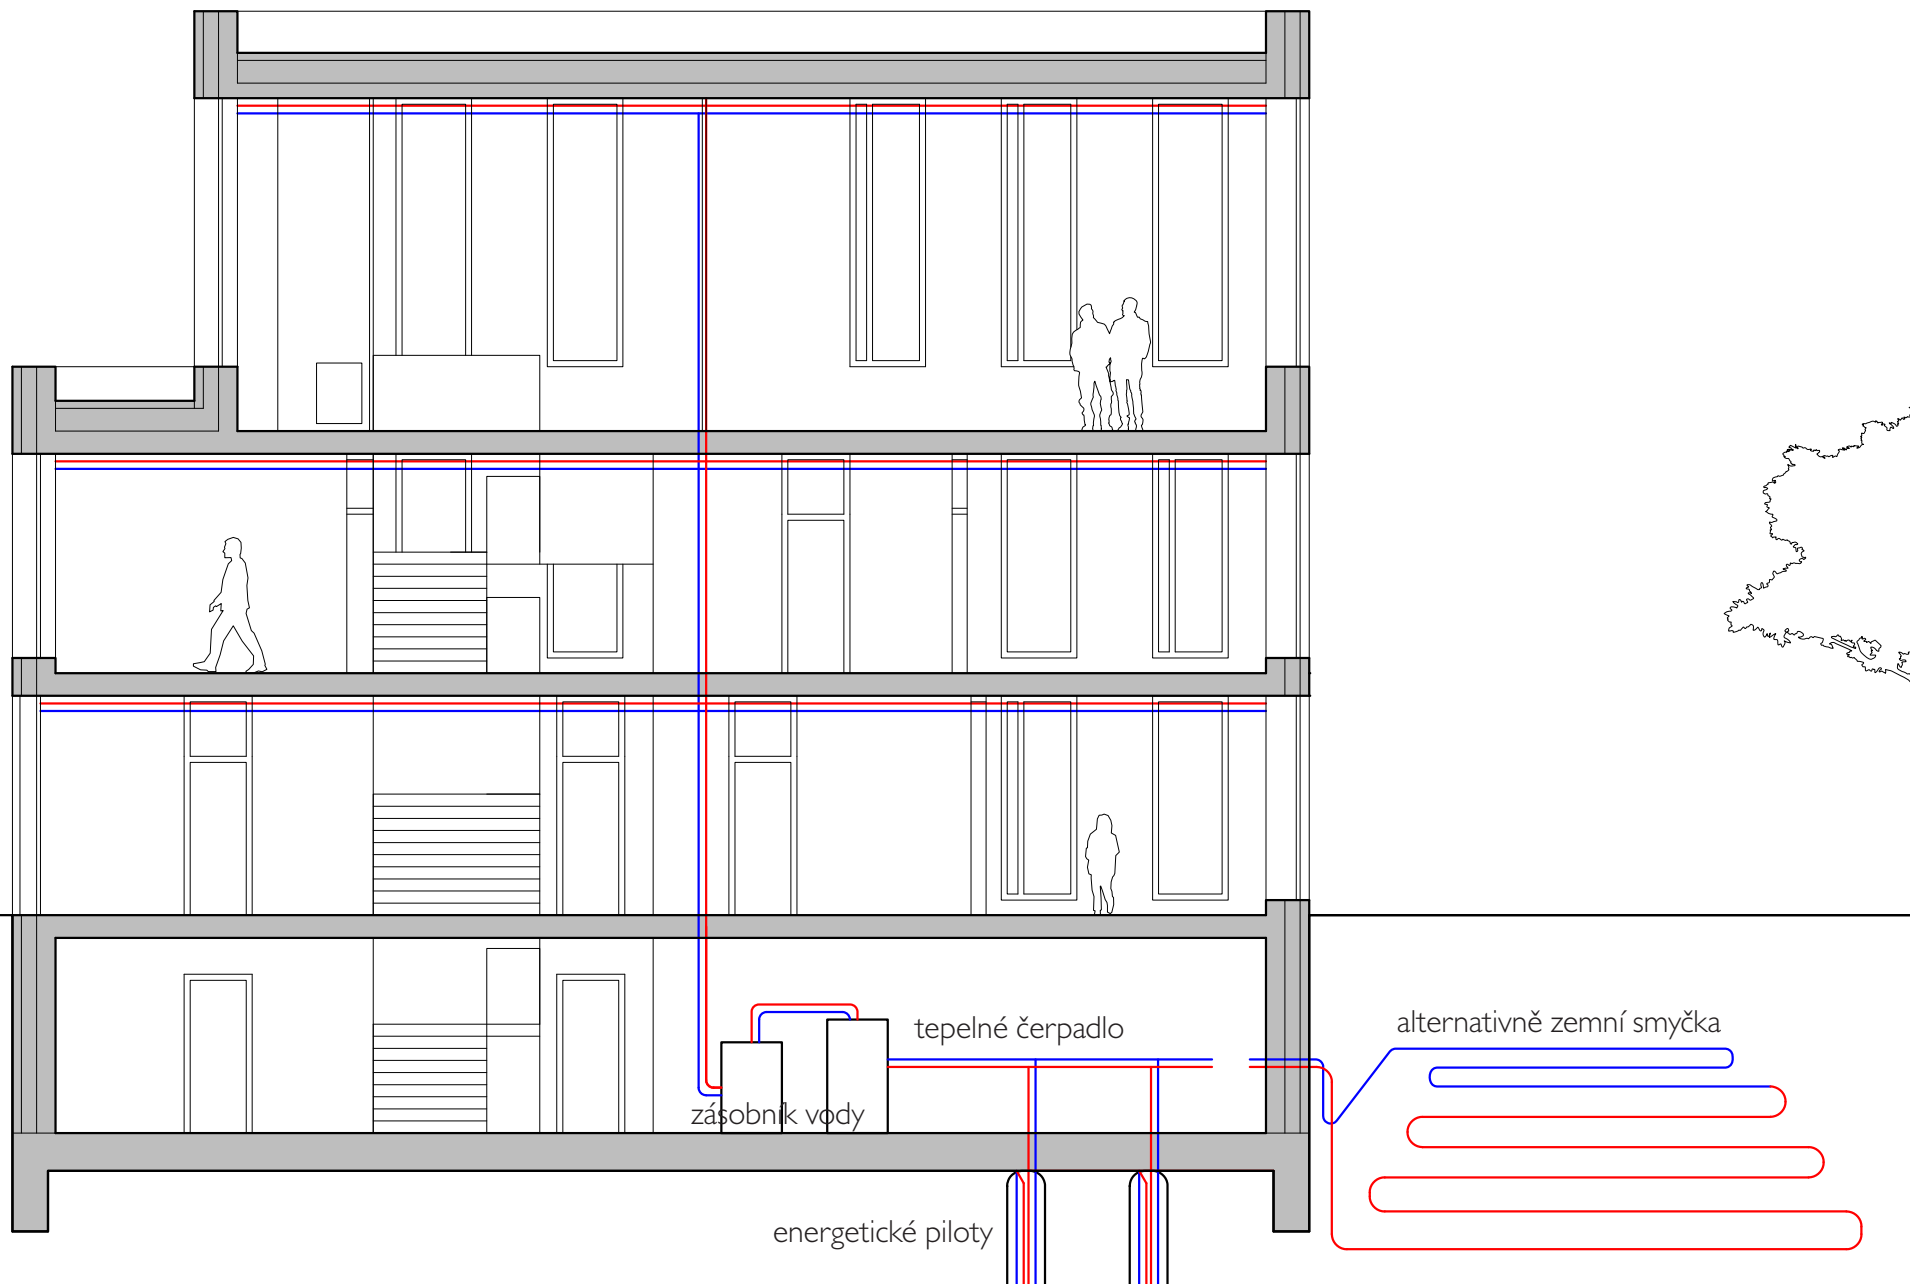 tepelné čerpadlo
alternativně zemní smyčka
zásobník vody
energetické piloty